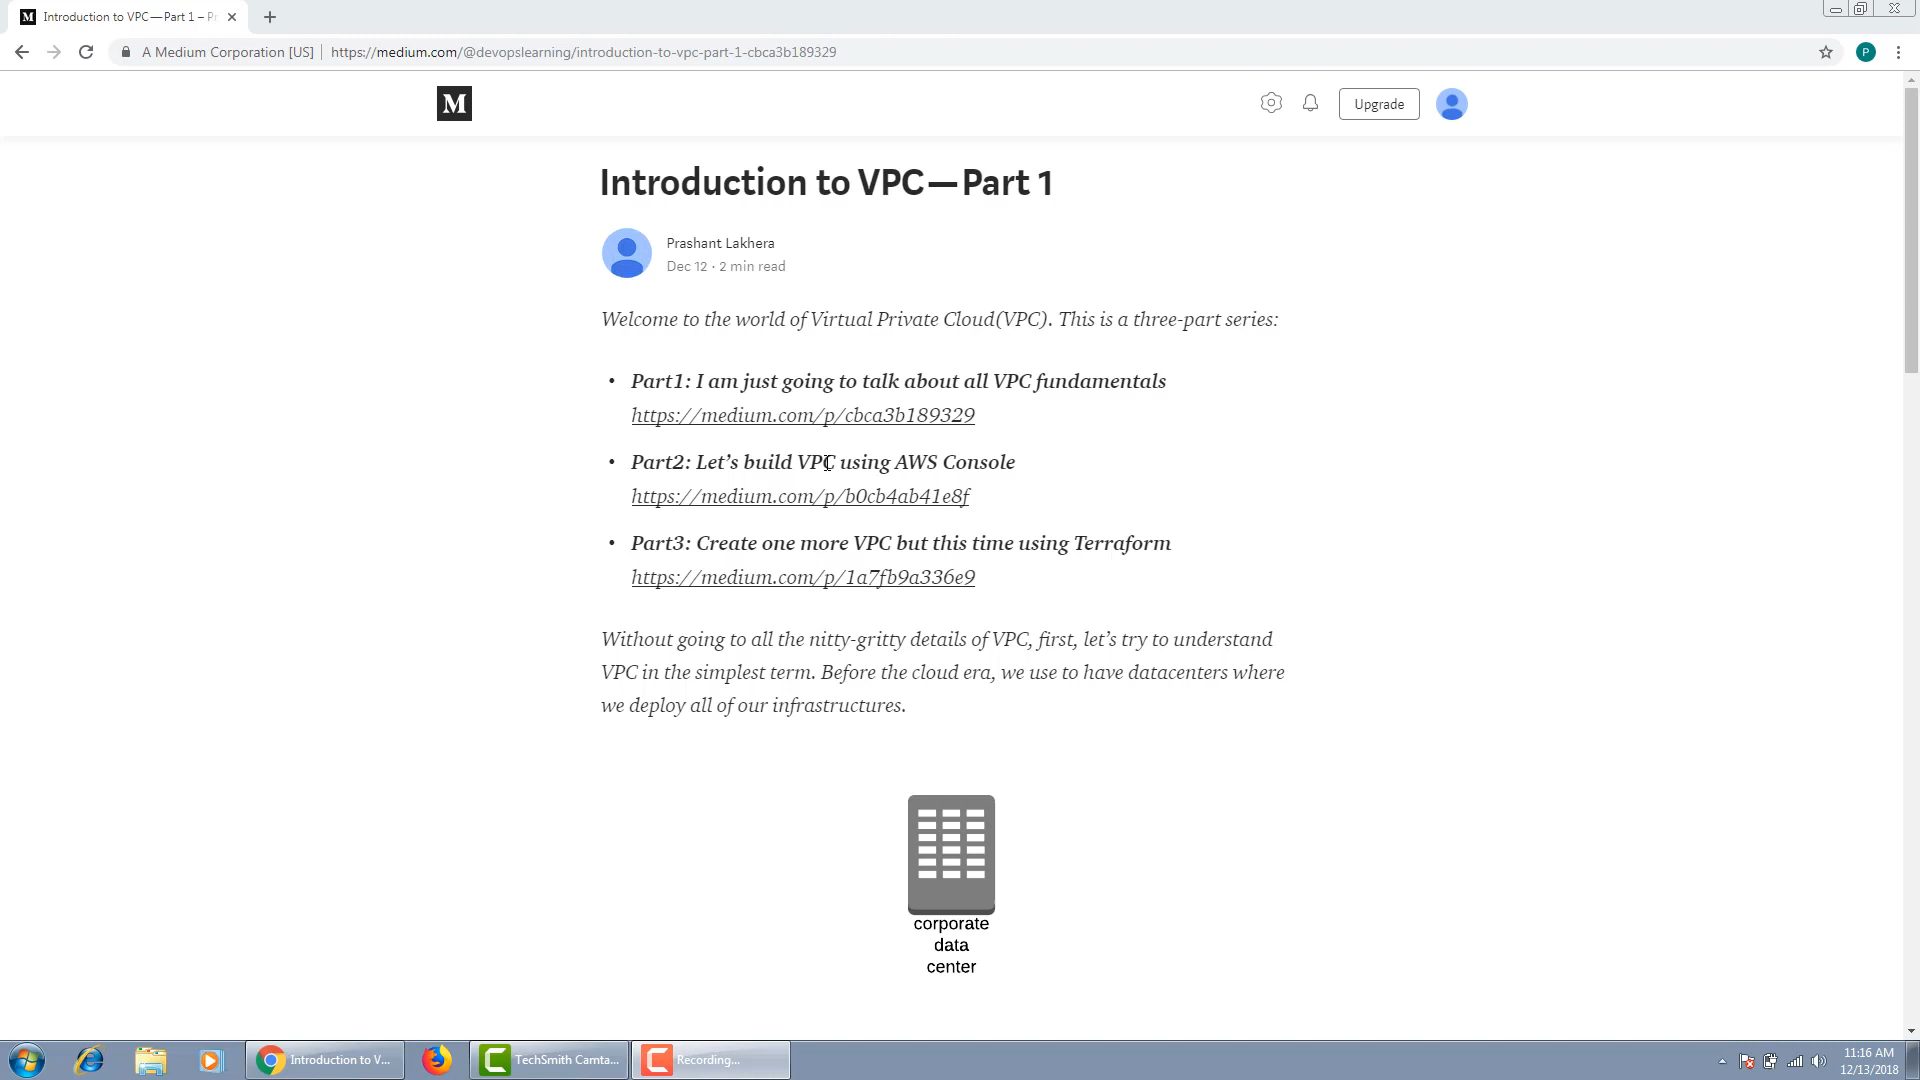 M Introduction to VPC — Part 1 – Pr
A Medium Corporation [US] https://medium.com/@devopslearning/introduction-to-vpc-part-1-cbca3b189329
P
M
Upgrade
Introduction to VPC — Part 1
Prashant Lakhera
Dec 12 · 2 min read
Welcome to the world of Virtual Private Cloud(VPC). This is a three-part series:
• Part1: I am just going to talk about all VPC fundamentals
https://medium.com/p/cbca3b189329
• Part2: Let’s build VPC using AWS Console
https://medium.com/p/b0cb4ab41e8f
• Part3: Create one more VPC but this time using Terraform
https://medium.com/p/1a7fb9a336e9
Without going to all the nitty-gritty details of VPC, first, let’s try to understand
VPC in the simplest term. Before the cloud era, we use to have datacenters where
we deploy all of our infrastructures.
corporate
data
center
Introduction to V...
TechSmith Camta...
Recording...
11:16 AM
12/13/2018